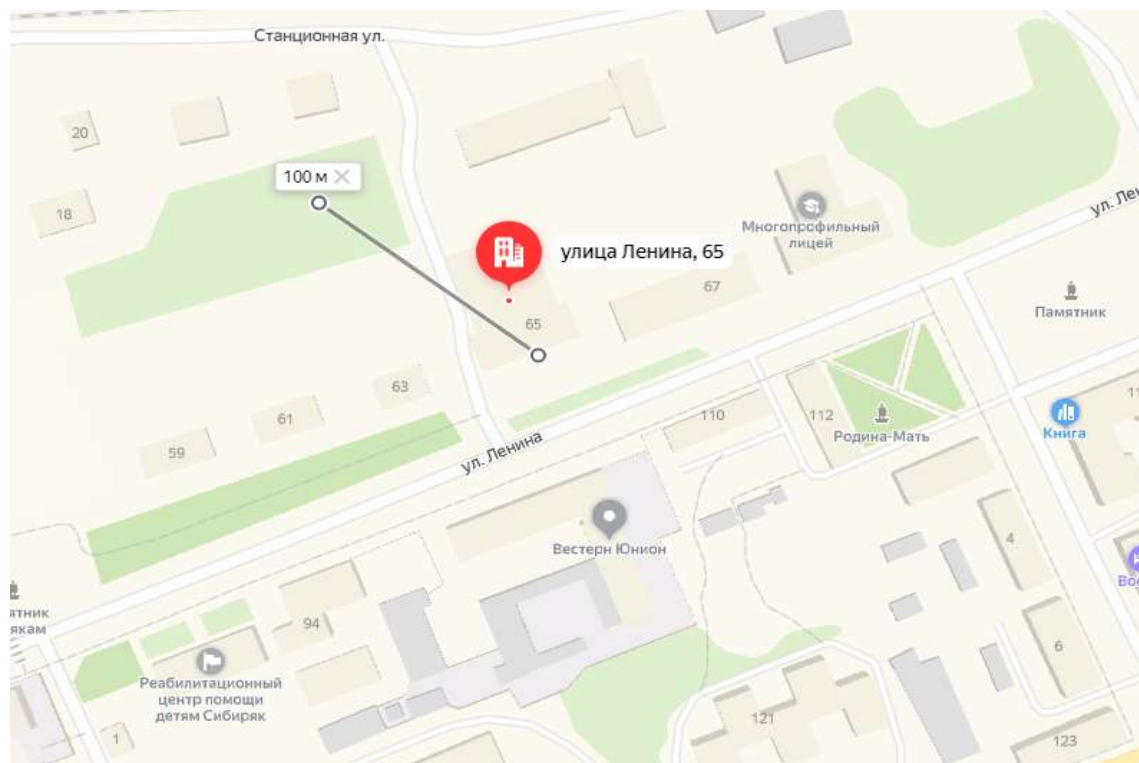 Станционная ул.
20
100 м
18
Многопрофильный
лицей
ул. Ле
улица Ленина, 65
67
Памятник
65
63
61
110
112
Родина-Мать
Книга
59
ул. Ленина
Вестерн Юнион
4
94
6
Реабилитационный
центр помощи
детям Сибиряк
1
121
123